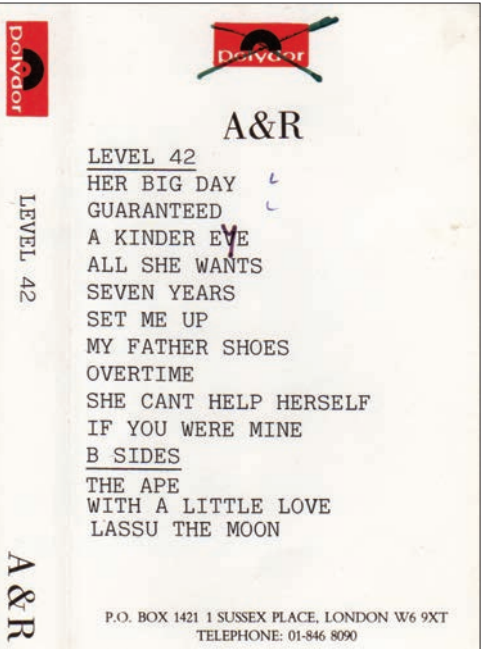 polydor
LEVEL 42
A & R
polydor
A&R
LEVEL 42
HER BIG DAY
GUARANTEED
A KINDER EYE
ALL SHE WANTS
SEVEN YEARS
SET ME UP
MY FATHER SHOES
OVERTIME
SHE CANT HELP HERSELF
IF YOU WERE MINE
B SIDES
THE APE
WITH A LITTLE LOVE
LASSU THE MOON
P.O. BOX 1421 1 SUSSEX PLACE, LONDON W6 9XT
TELEPHONE: 01-846 8090